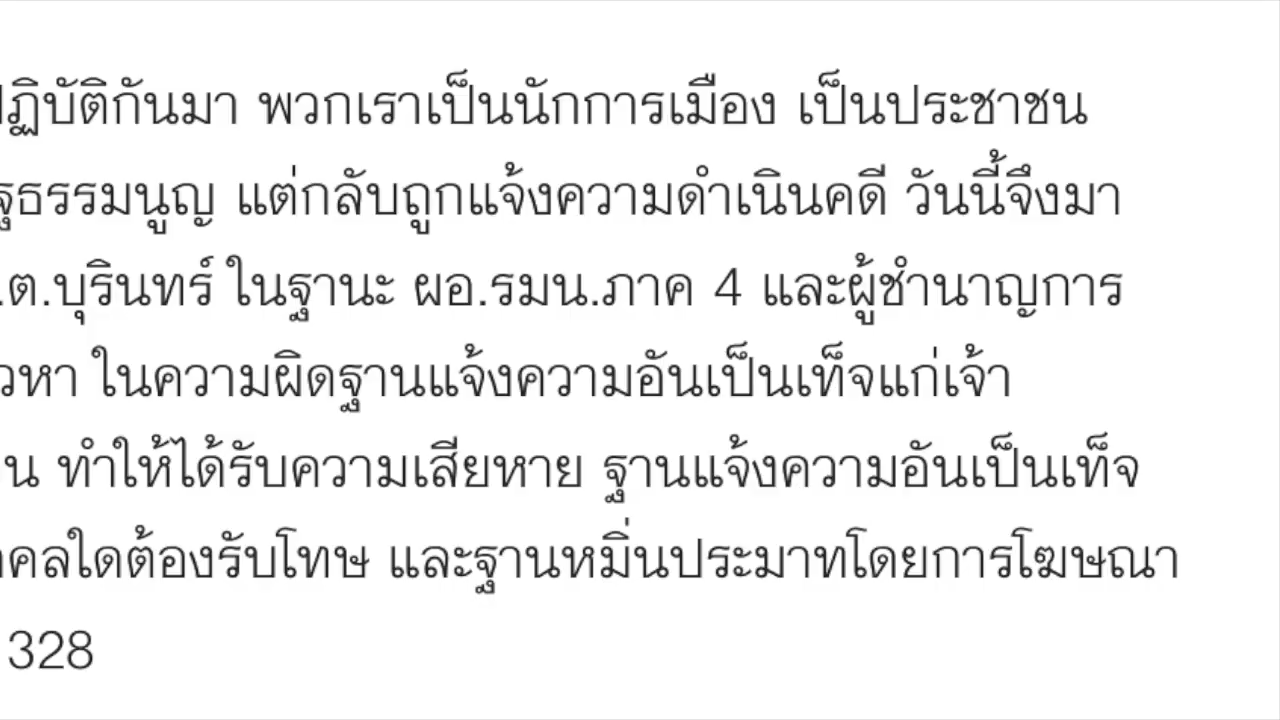 ปฏิบัติกันมา พวกเราเป็นนักการเมือง เป็นประชาชน
ฐธรรมนูญ แต่กลับถูกแจ้งความดำเนินคดี วันนี้จึงมา
.ต.บุรินทร์ ในฐานะ ผอ.รมน.ภาค 4 และผู้ชำนาญการ
วหา ในความผิดฐานแจ้งความอันเป็นเท็จแก่เจ้า
น ทำให้ได้รับความเสียหาย ฐานแจ้งความอันเป็นเท็จ
คลใดต้องรับโทษ และฐานหมิ่นประมาทโดยการโฆษณา
328